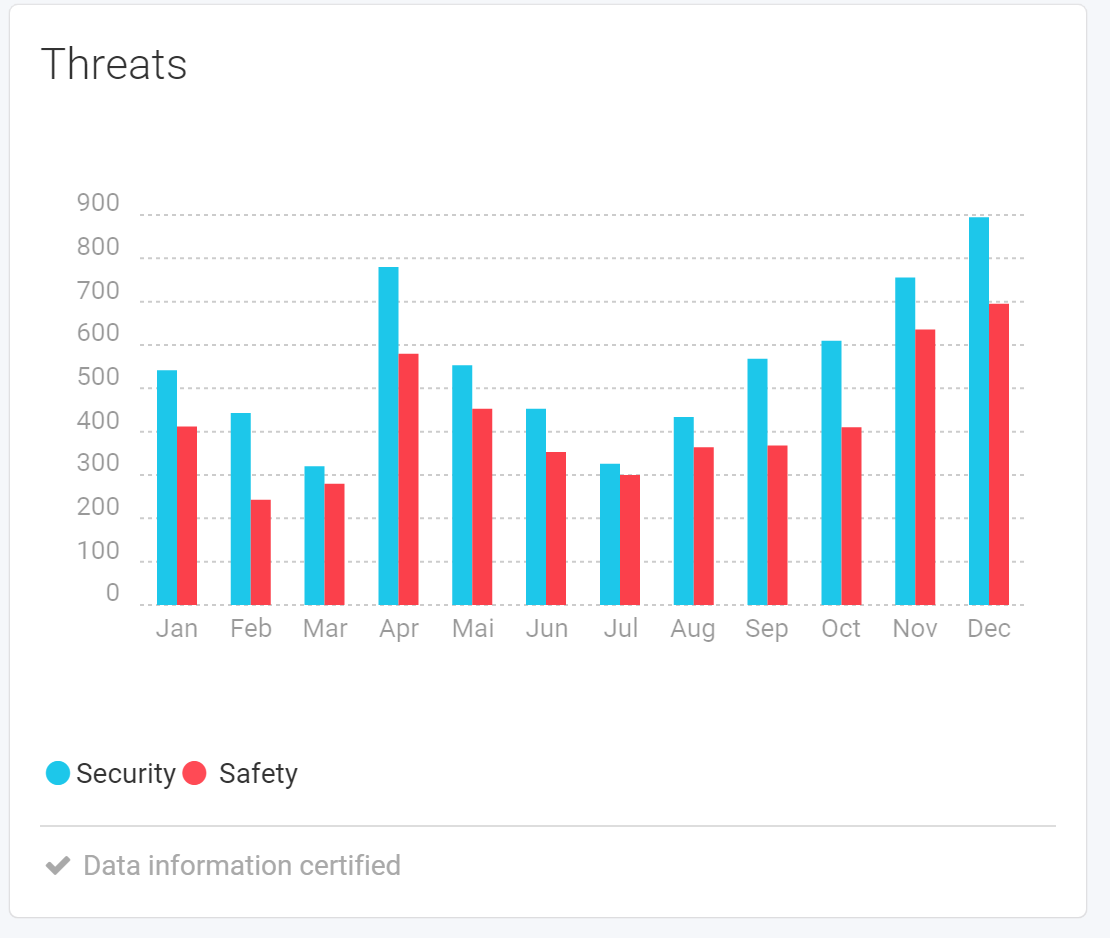 Threats
900
800
700
600
500
400
300
200
100
0
Jan Feb Mar Apr Mai Jun Jul Aug Sep Oct Nov Dec
Security Safety
Data information certified